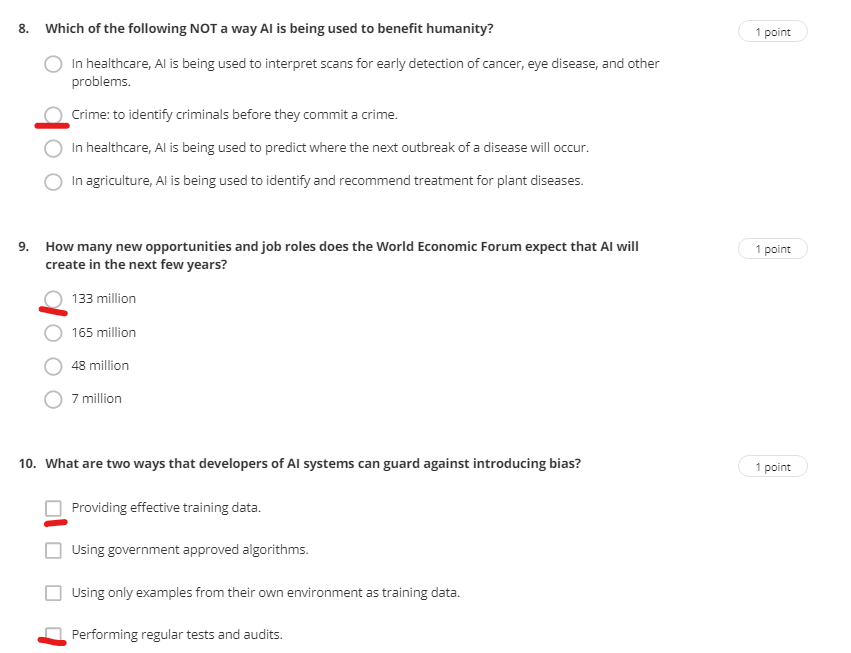 8. Which of the following NOT a way AI is being used to benefit humanity?
1 point
In healthcare, AI is being used to interpret scans for early detection of cancer, eye disease, and other
problems.
Crime: to identify criminals before they commit a crime.
In healthcare, AI is being used to predict where the next outbreak of a disease will occur.
In agriculture, AI is being used to identify and recommend treatment for plant diseases.
9. How many new opportunities and job roles does the World Economic Forum expect that AI will
create in the next few years?
1 point
133 million
165 million
48 million
7 million
10. What are two ways that developers of AI systems can guard against introducing bias?
1 point
Providing effective training data.
Using government approved algorithms.
Using only examples from their own environment as training data.
Performing regular tests and audits.